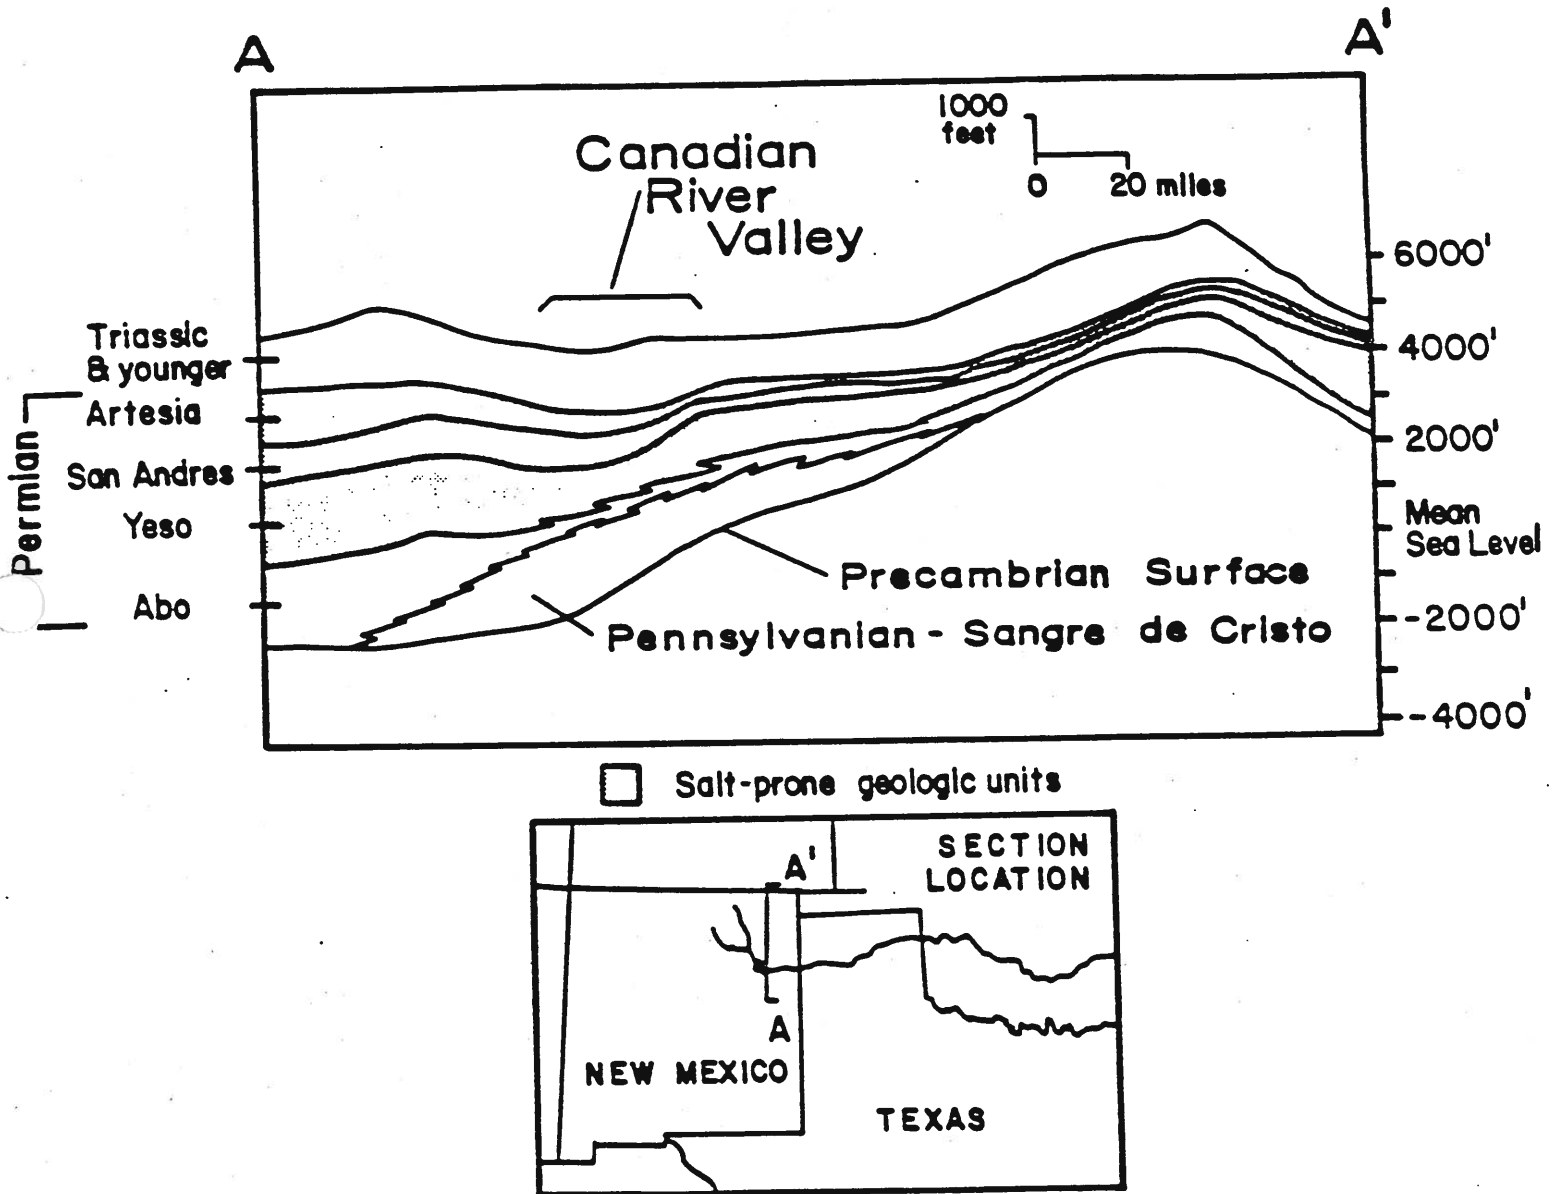 A
A'
1000
feet
0
20 miles
Canadian
River
Valley
6000'
4000'
2000'
Mean
Sea Level
-2000'
-4000'
Triassic
& younger
Artesia
San Andres
Yeso
Abo
Permian
Precambrian Surface
Pennsylvanian - Sangre de Cristo
Salt-prone geologic units
SECTION
LOCATION
A'
A
NEW MEXICO
TEXAS